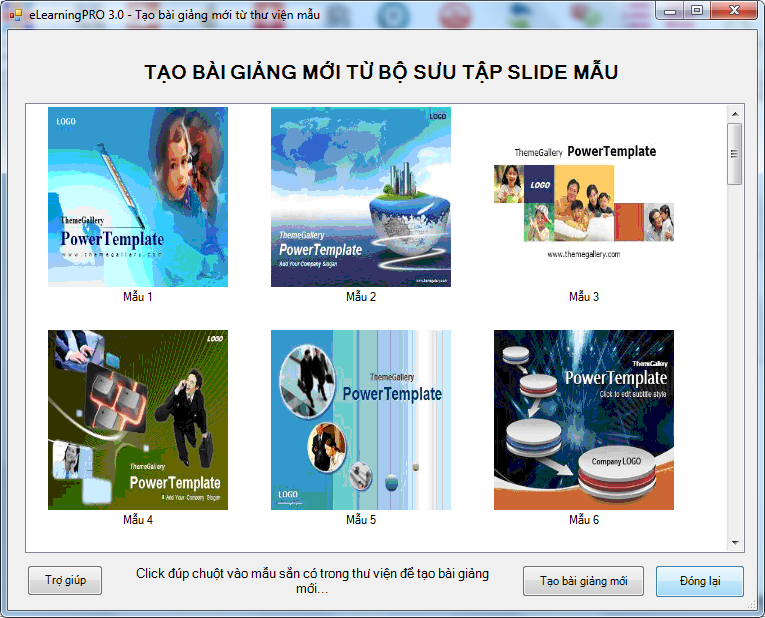 eLearningPRO 3.0 - Tạo bài giảng mới từ thư viện mẫu
TẠO BÀI GIẢNG MỚI TỪ BỘ SƯU TẬP SLIDE MẪU
LOGO
ThemeGallery
PowerTemplate
www.themegallery.com
Mẫu 1
LOGO
ThemeGallery
PowerTemplate
Add Your Company Slogan
www.themegallery.com
Mẫu 2
ThemeGallery PowerTemplate
LOGO
www.themegallery.com
Mẫu 3
LOGO
ThemeGallery
PowerTemplate
Add Your Company Slogan
Mẫu 4
ThemeGallery
PowerTemplate
LOGO
Mẫu 5
ThemeGallery
PowerTemplate
Click to edit subtitle style
Company LOGO
Mẫu 6
Trợ giúp
Click đúp chuột vào mẫu sẵn có trong thư viện để tạo bài giảng
mới...
Tạo bài giảng mới
Đóng lại